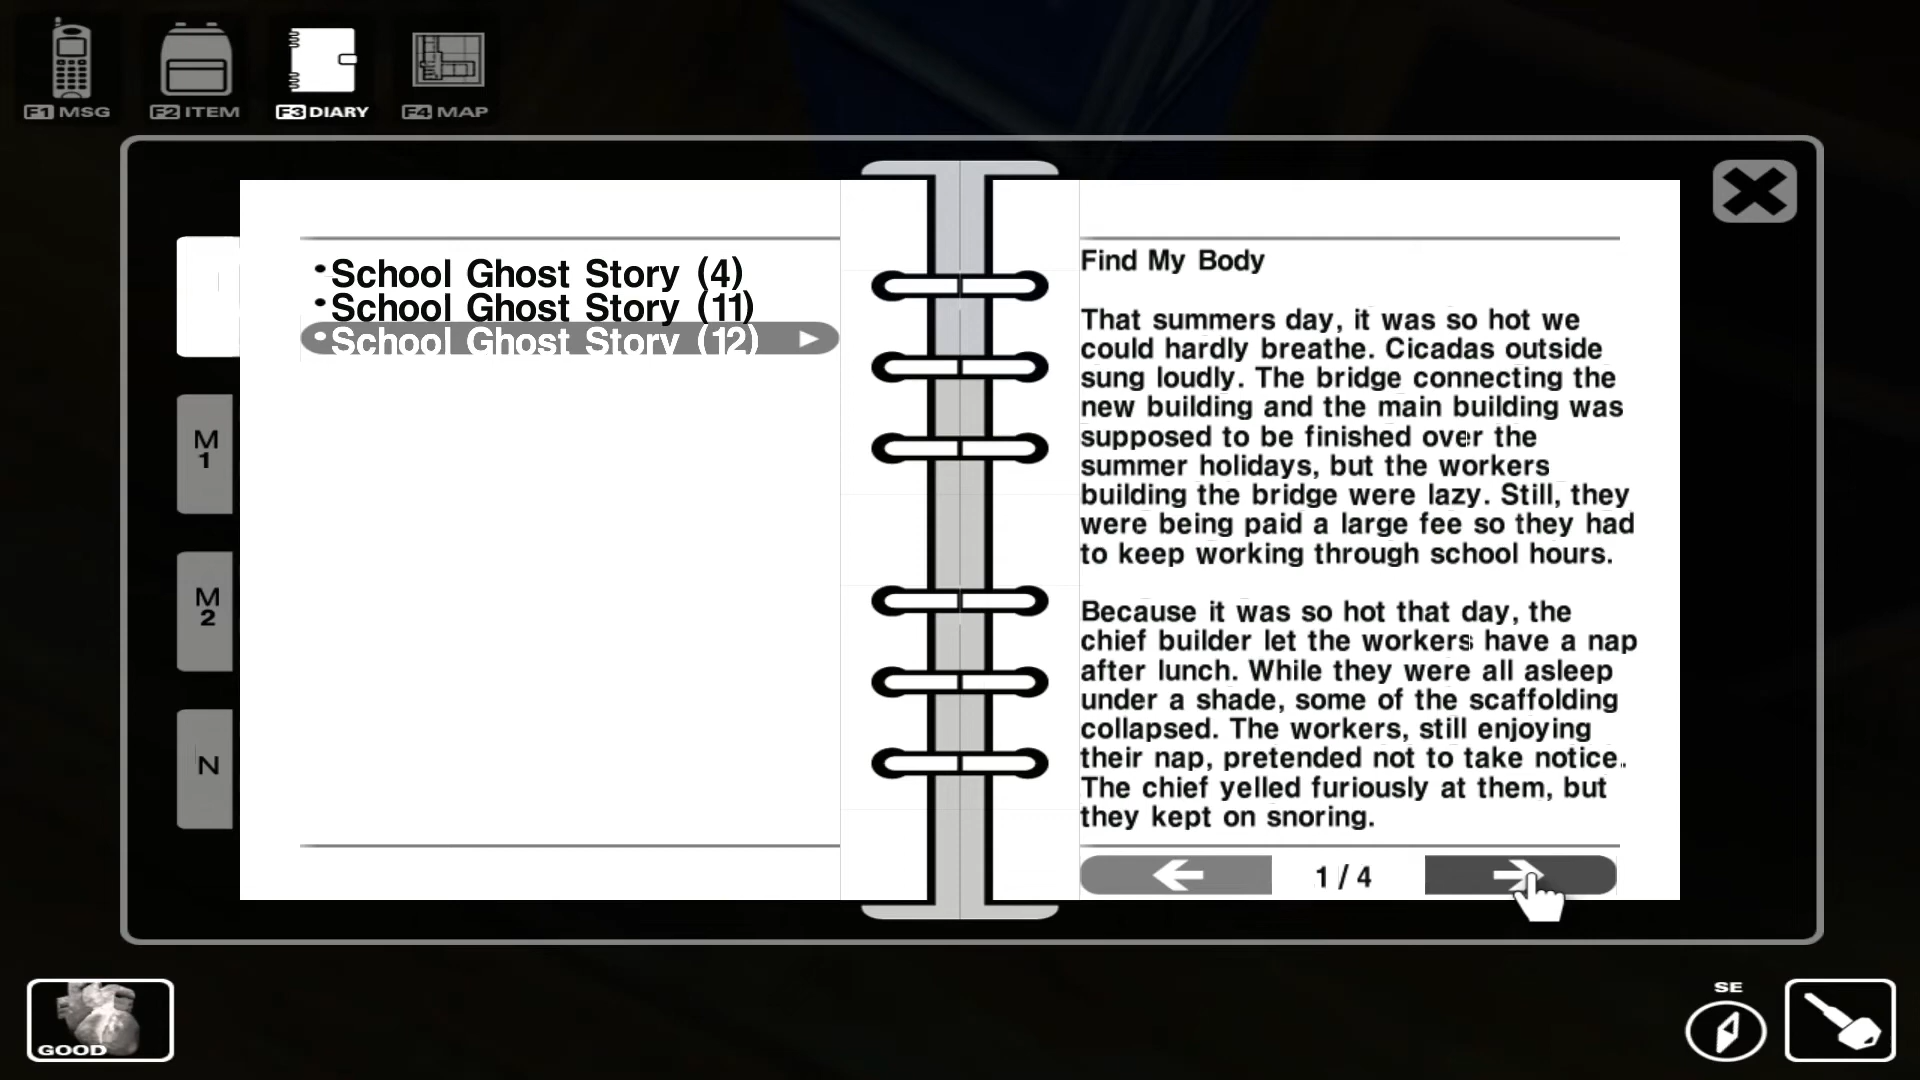 F1 MSG
F2 ITEM
F3 DIARY
F4 MAP
•School Ghost Story (4)
•School Ghost Story (11)
•School Ghost Story (12)
M
1
M
2
N
Find My Body
That summers day, it was so hot we
could hardly breathe. Cicadas outside
sung loudly. The bridge connecting the
new building and the main building was
supposed to be finished over the
summer holidays, but the workers
building the bridge were lazy. Still, they
were being paid a large fee so they had
to keep working through school hours.
Because it was so hot that day, the
chief builder let the workers have a nap
after lunch. While they were all asleep
under a shade, some of the scaffolding
collapsed. The workers, still enjoying
their nap, pretended not to take notice.
The chief yelled furiously at them, but
they kept on snoring.
1 / 4
GOOD
SE